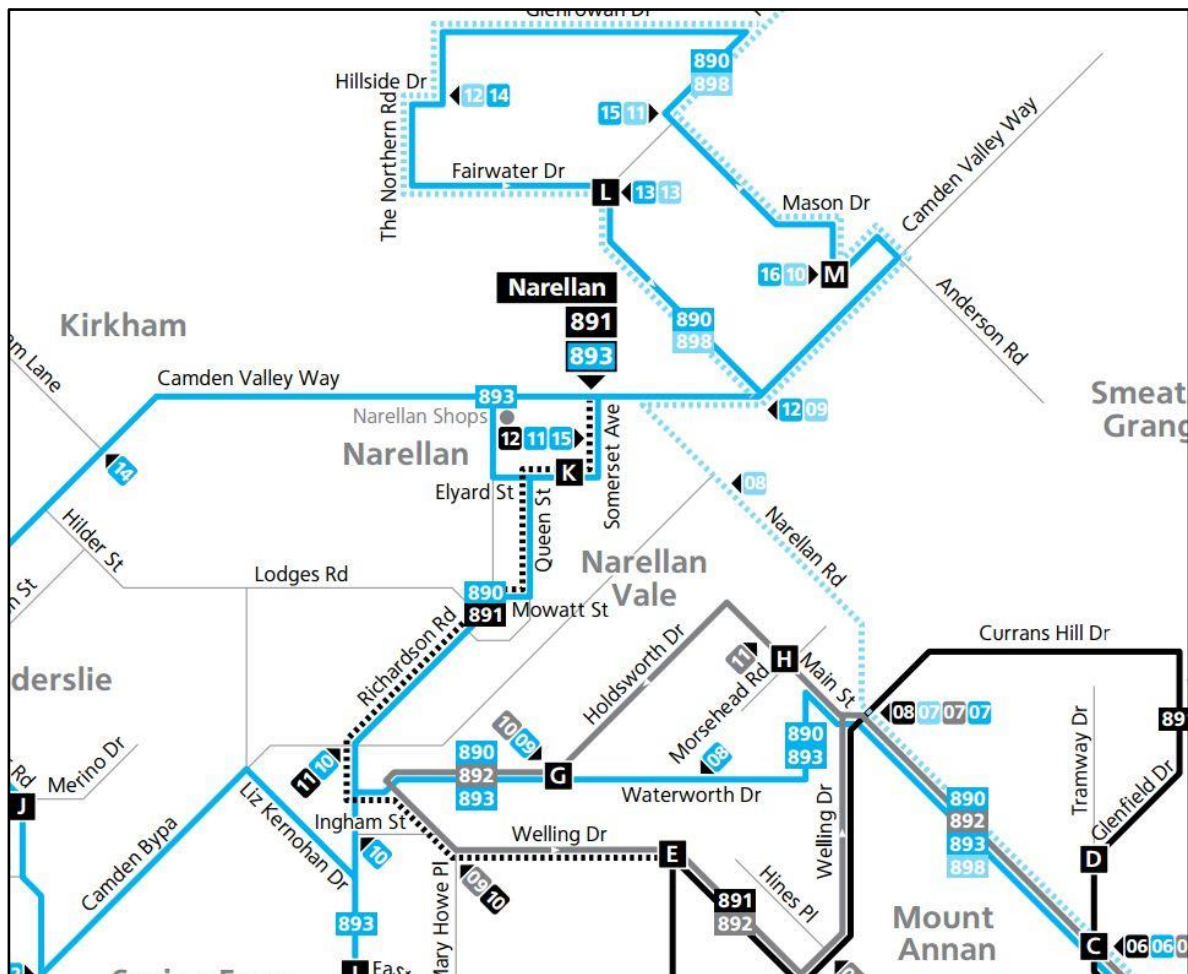 Glenrowan Dr
Hillside Dr
12 14
890
898
15 11
The Northern Rd
Fairwater Dr
L
13 13
Mason Dr
Camden Valley Way
16 10
M
Anderson Rd
Narellan
891
893
890
898
Kirkham
Camden Valley Way
893
Narellan Shops
12 11 15
Somerset Ave
12 09
Smeat
Grang
Narellan
K
Elyard St
Queen St
14
08
Narellan Rd
Hilder St
Narellan
Vale
Lodges Rd
890
891
Mowatt St
Richardson Rd
Currans Hill Dr
derslie
Holdsworth Dr
11
H
Main St
Morsehead Rd
08 07 07 07
89
Merino Dr
Rd
J
11 10
10 09
890
892
893
G
08
890
893
Waterworth Dr
Tramway Dr
Glenfield Dr
Liz Kernohan Dr
Camden Bypa
Ingham St
10
Welling Dr
E
Welling Dr
890
892
893
898
D
09 10
Mary Howe Pl
893
891
892
Hines Pl
Mount
Annan
C
06 06 0